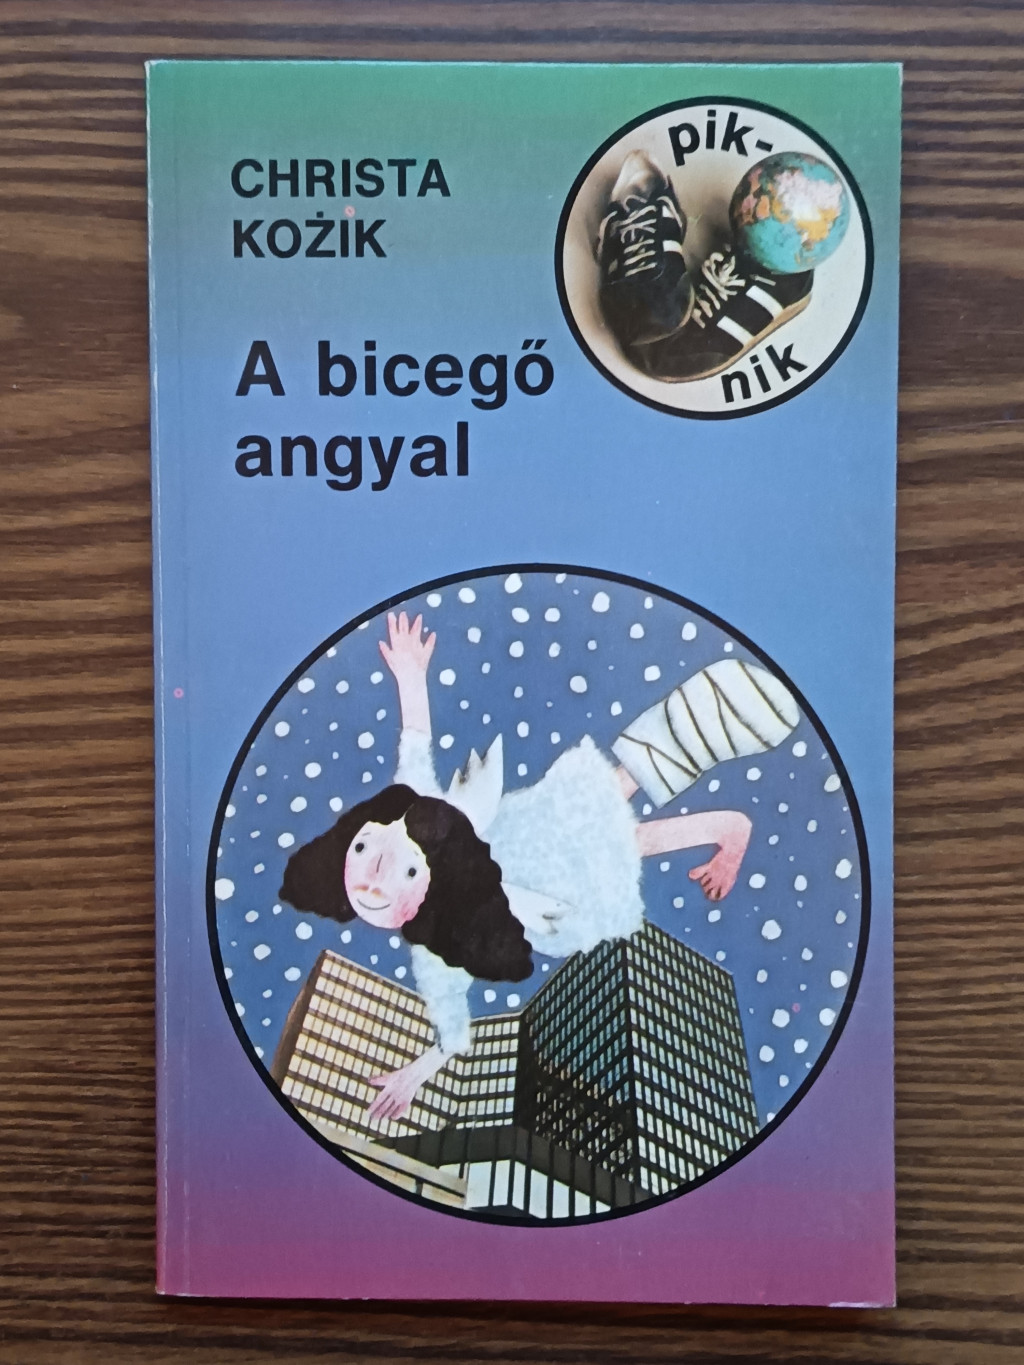 pik-
CHRISTA
KOŻIK
nik
A bicegő
angyal